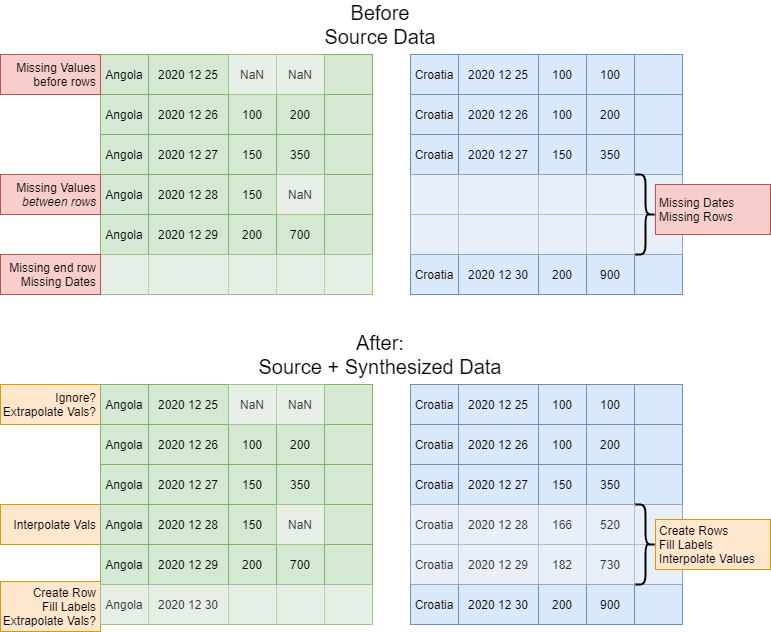 Before
Source Data
Missing Values
before rows
Angola 2020 12 25 NaN NaN
Croatia 2020 12 25 100 100
Angola 2020 12 26 100 200
Croatia 2020 12 26 100 200
Angola 2020 12 27 150 350
Croatia 2020 12 27 150 350
Missing Values
between rows
Angola 2020 12 28 150 NaN
Missing Dates
Missing Rows
Angola 2020 12 29 200 700
Missing end row
Missing Dates
Croatia 2020 12 30 200 900
After:
Source + Synthesized Data
Ignore?
Extrapolate Vals?
Angola 2020 12 25 NaN NaN
Croatia 2020 12 25 100 100
Angola 2020 12 26 100 200
Croatia 2020 12 26 100 200
Angola 2020 12 27 150 350
Croatia 2020 12 27 150 350
Interpolate Vals
Angola 2020 12 28 150 NaN
Croatia 2020 12 28 166 520
Create Rows
Fill Labels
Interpolate Values
Angola 2020 12 29 200 700
Croatia 2020 12 29 182 730
Create Row
Fill Labels
Extrapolate Vals?
Angola 2020 12 30
Croatia 2020 12 30 200 900